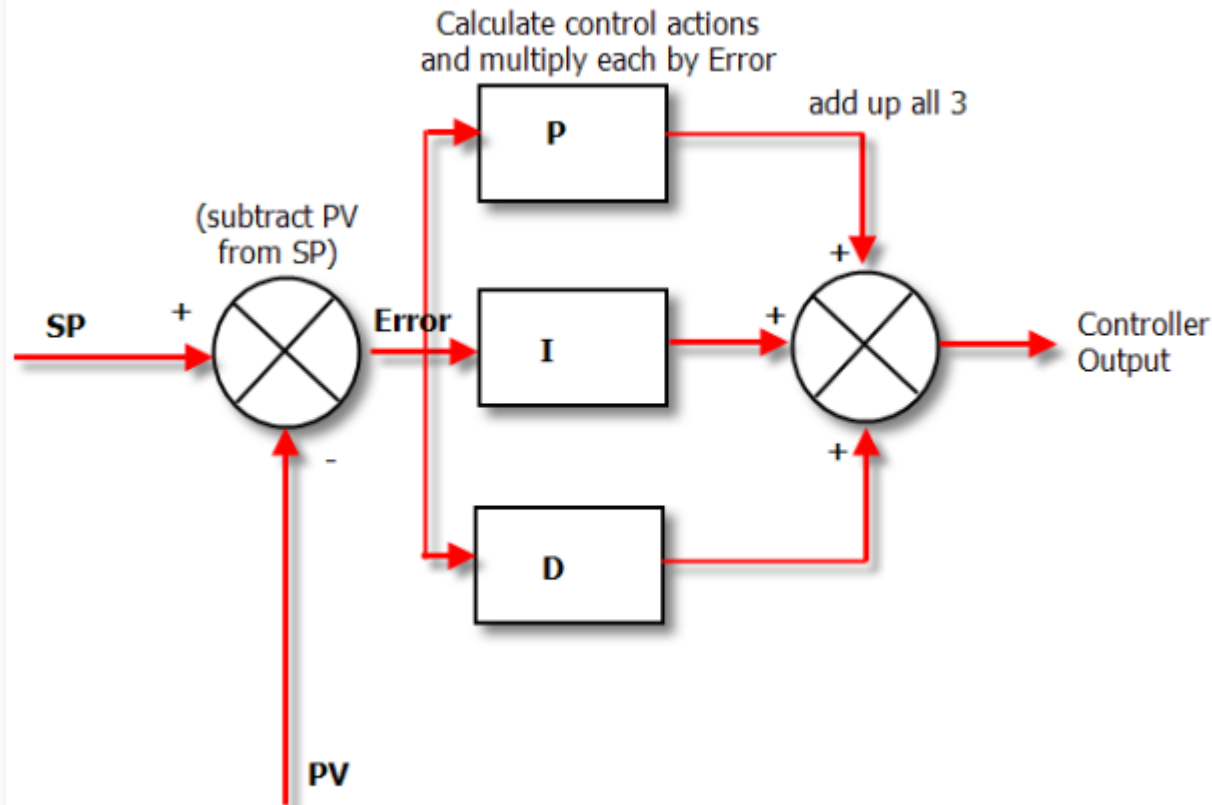 Calculate control actions
and multiply each by Error
P
add up all 3
(subtract PV
from SP)
+
SP
+
Error
I
+
Controller
Output
-
+
D
PV